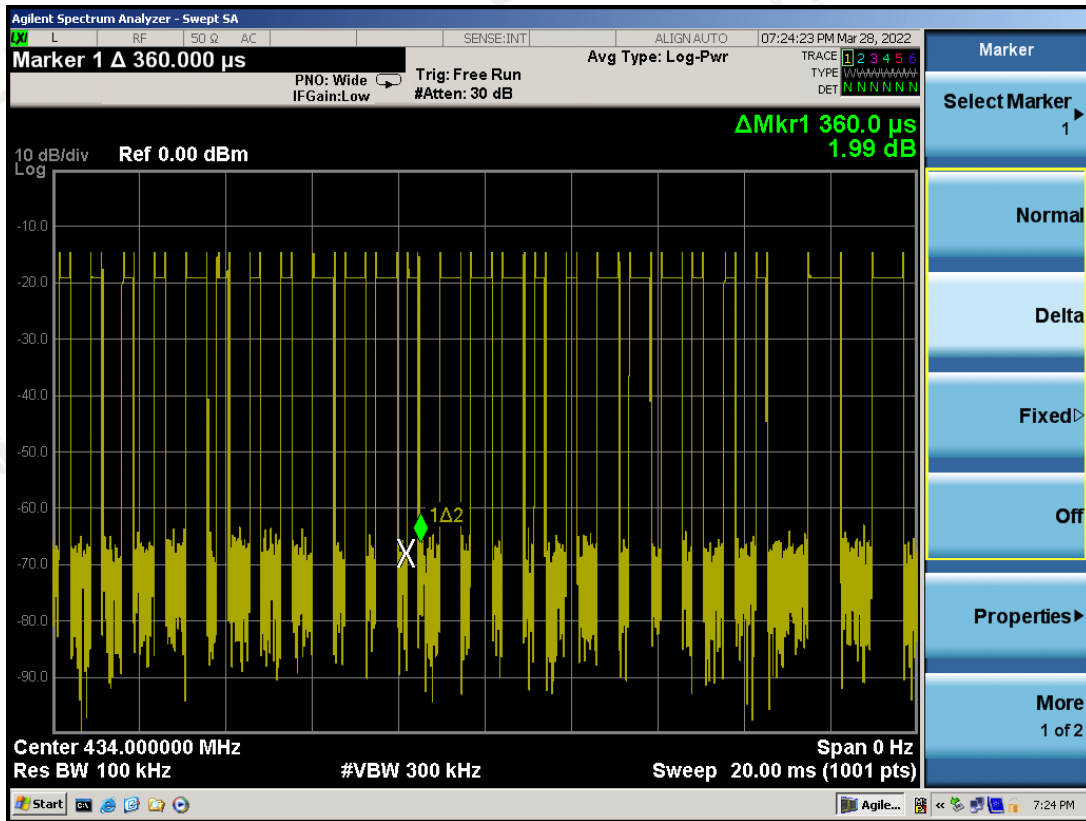 Agilent Spectrum Analyzer - Swept SA
LXI L RF 50 Ω AC SENSE:INT ALIGN AUTO 07:24:23 PM Mar 28, 2022
Marker 1 Δ 360.000 µs
PNO: Wide
IFGain:Low
Trig: Free Run
#Atten: 30 dB
Avg Type: Log-Pwr
TRACE 1 2 3 4 5 6
TYPE WWWWWW
DET N N N N N N
ΔMkr1 360.0 µs
1.99 dB
10 dB/div Ref 0.00 dBm
Log
-10.0
-20.0
-30.0
-40.0
-50.0
-60.0
-70.0
-80.0
-90.0
1Δ2
X
Center 434.000000 MHz Span 0 Hz
Res BW 100 kHz #VBW 300 kHz Sweep 20.00 ms (1001 pts)
Marker
Select Marker
1
Normal
Delta
Fixed
Off
Properties
More
1 of 2
Start Agile... « 7:24 PM